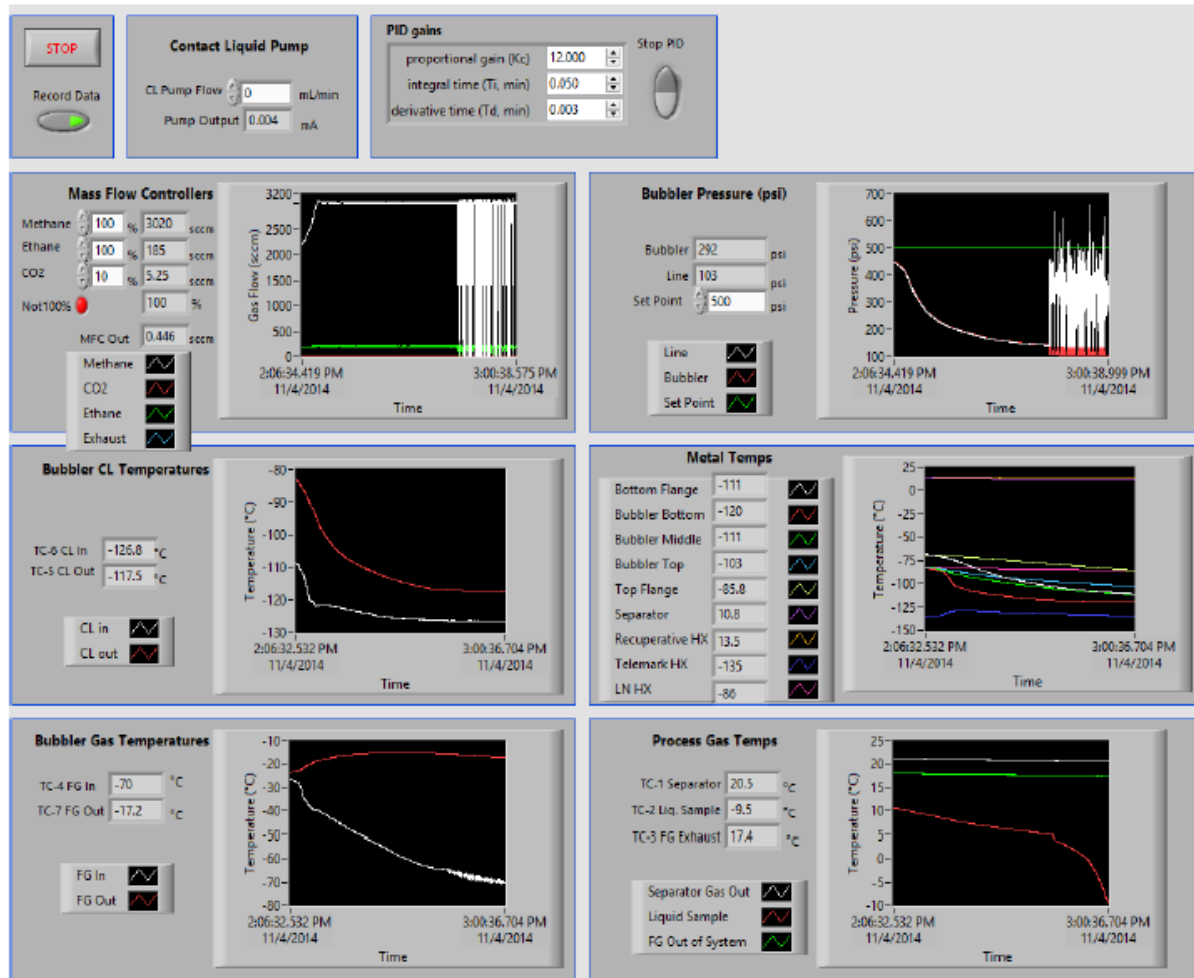 STOP
Record Data
Contact Liquid Pump
CL Pump Flow 0 mL/min
Pump Output 0.004 mA
PID gains
proportional gain (Kc) 12.000
integral time (Ti, min) 0.050
derivative time (Td, min) 0.003
Stop PID
Mass Flow Controllers
Methane 100 % 3020 sccm
Ethane 100 % 185 sccm
CO2 10 % 5.25 sccm
Not100% 100 %
MFC Out 0.446 sccm
Methane
CO2
Ethane
Exhaust
Gas Flow (sccm)
3200
3000
2500
2000
1500
1000
500
0
2:06:34.419 PM 3:00:38.575 PM
11/4/2014 11/4/2014
Time
Bubbler Pressure (psi)
Bubbler 292 psi
Line 103 psi
Set Point 500 psi
Line
Bubbler
Set Point
Pressure (psi)
700
600
500
400
300
200
100
2:06:34.419 PM 3:00:38.999 PM
11/4/2014 11/4/2014
Time
Bubbler CL Temperatures
TC-6 CL In -126.8 °C
TC-5 CL Out -117.5 °C
CL in
CL out
Temperature (°C)
-80
-90
-100
-110
-120
-130
2:06:32.532 PM 3:00:36.704 PM
11/4/2014 11/4/2014
Time
Metal Temps
Bottom Flange -111
Bubbler Bottom -120
Bubbler Middle -111
Bubbler Top -103
Top Flange -85.8
Separator 10.8
Recuperative HX 13.5
Telemark HX -135
LN HX -86
Temperature (°C)
25
0
-25
-50
-75
-100
-125
-150
2:06:32.532 PM 3:00:36.704 PM
11/4/2014 11/4/2014
Time
Bubbler Gas Temperatures
TC-4 FG In -70 °C
TC-7 FG Out -17.2 °C
FG In
FG Out
Temperature (°C)
-10
-20
-30
-40
-50
-60
-70
-80
2:06:32.532 PM 3:00:36.704 PM
11/4/2014 11/4/2014
Time
Process Gas Temps
TC-1 Separator 20.5 °C
TC-2 Liq. Sample -9.5 °C
TC-3 FG Exhaust 17.4 °C
Separator Gas Out
Liquid Sample
FG Out of System
Temperature (°C)
25
20
15
10
5
0
-5
-10
2:06:32.532 PM 3:00:36.704 PM
11/4/2014 11/4/2014
Time